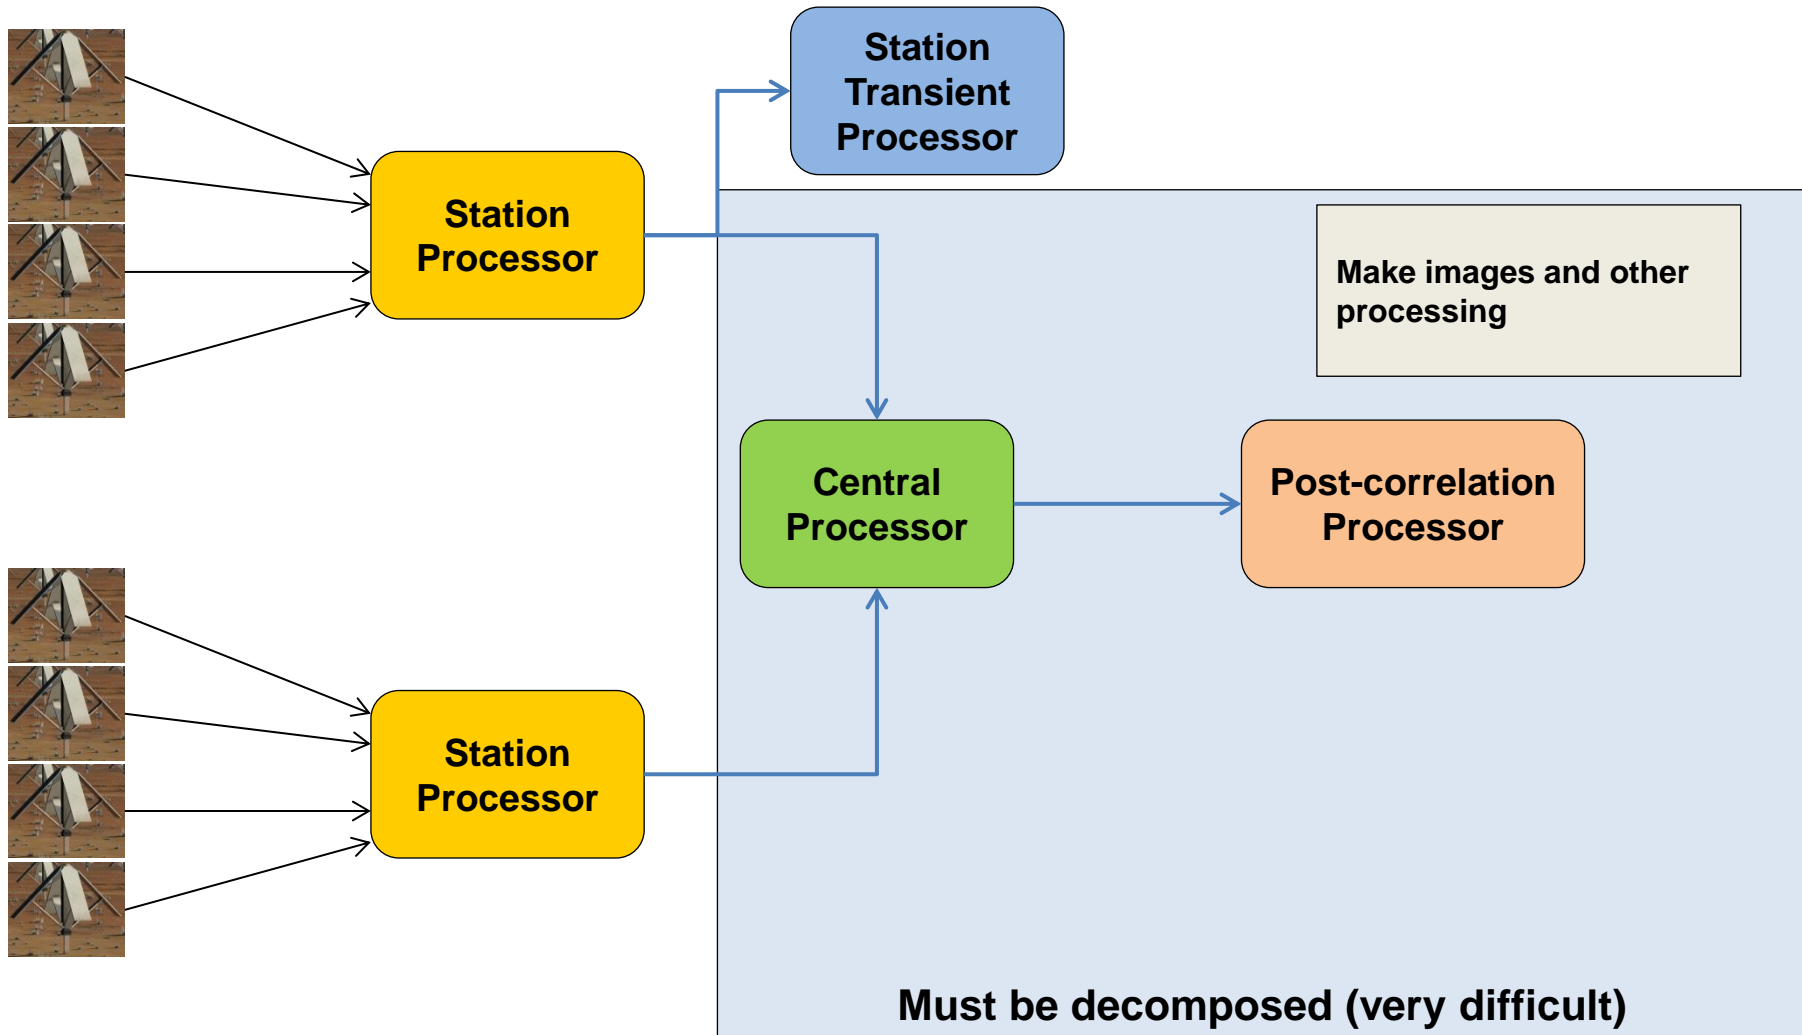 Station
Transient
Processor
Station
Processor
Make images and other
processing
Central
Processor
Post-correlation
Processor
Station
Processor
Must be decomposed (very difficult)